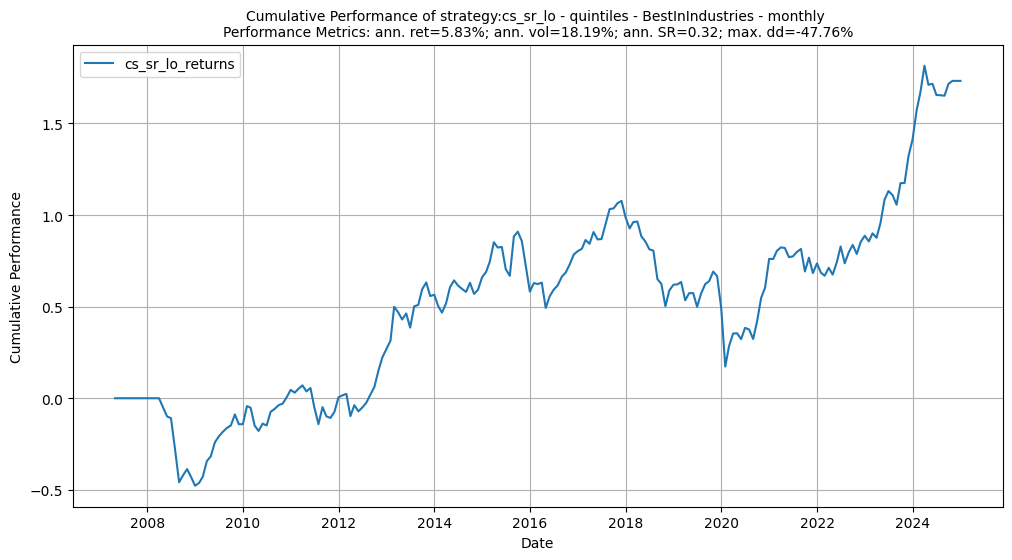 Cumulative Performance of strategy:cs_sr_lo - quintiles - BestInIndustries - monthly
Performance Metrics: ann. ret=5.83%; ann. vol=18.19%; ann. SR=0.32; max. dd=-47.76%
cs_sr_lo_returns
Cumulative Performance
1.5
1.0
0.5
0.0
−0.5
2008 2010 2012 2014 2016 2018 2020 2022 2024
Date